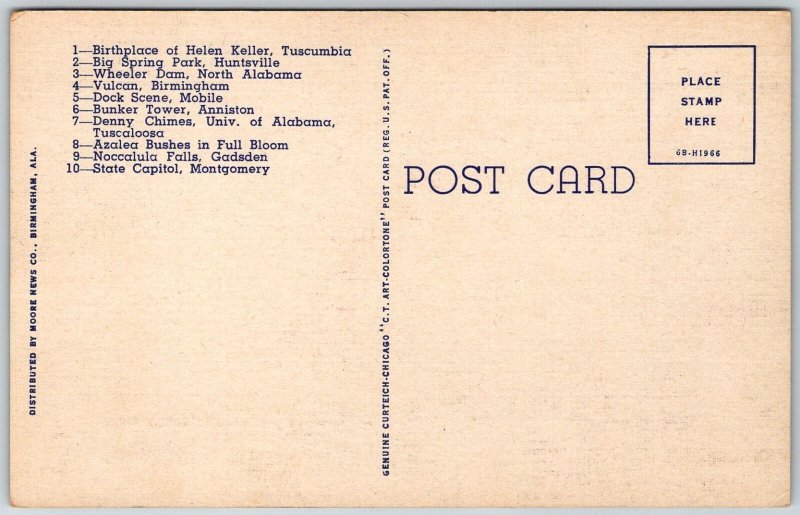 1—Birthplace of Helen Keller, Tuscumbia
2—Big Spring Park, Huntsville
3—Wheeler Dam, North Alabama
4—Vulcan, Birmingham
5—Dock Scene, Mobile
6—Bunker Tower, Anniston
7—Denny Chimes, Univ. of Alabama,
Tuscaloosa
8—Azalea Bushes in Full Bloom
9—Noccalula Falls, Gadsden
10—State Capitol, Montgomery
DISTRIBUTED BY MOORE NEWS CO., BIRMINGHAM, ALA.
GENUINE CURTEICH-CHICAGO "C.T. ART-COLORTONE" POST CARD (REG. U.S. PAT. OFF.)
POST CARD
PLACE
STAMP
HERE
6B-H1966